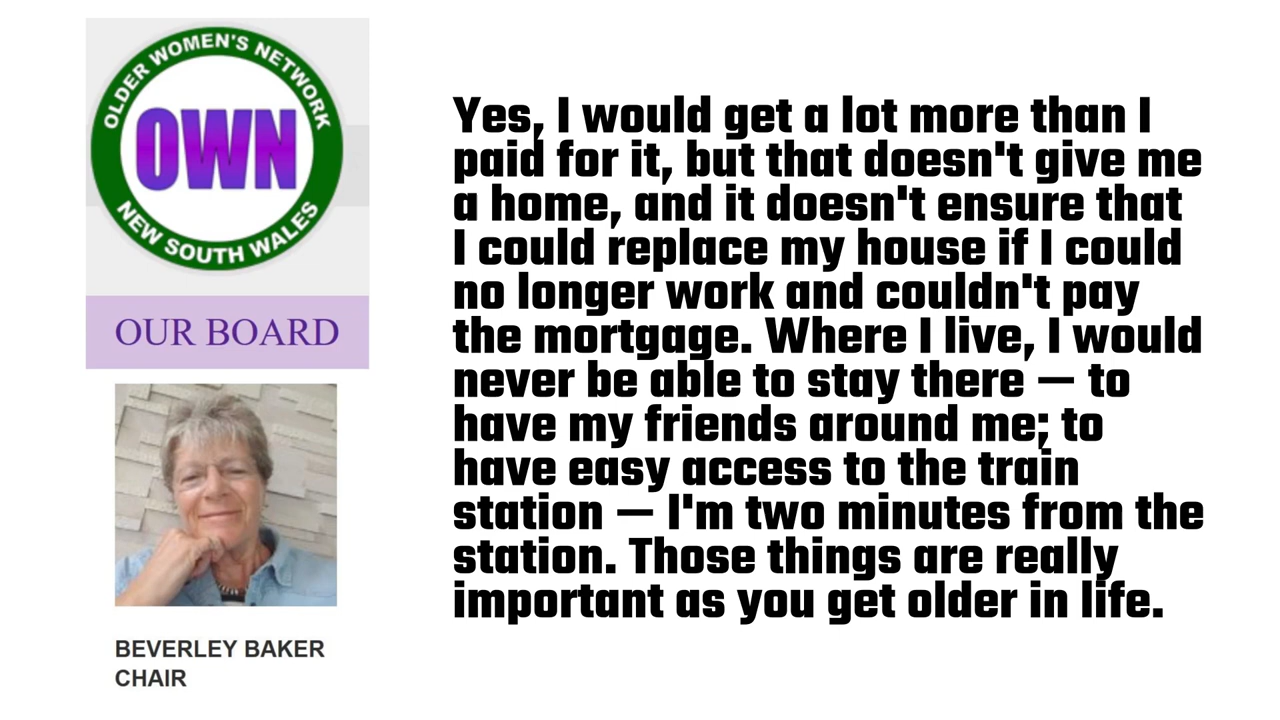 OLDER WOMEN'S NETWORK
OWN
NEW SOUTH WALES
OUR BOARD
BEVERLEY BAKER
CHAIR
Yes, I would get a lot more than I
paid for it, but that doesn't give me
a home, and it doesn't ensure that
I could replace my house if I could
no longer work and couldn't pay
the mortgage. Where I live, I would
never be able to stay there — to
have my friends around me; to
have easy access to the train
station — I'm two minutes from the
station. Those things are really
important as you get older in life.